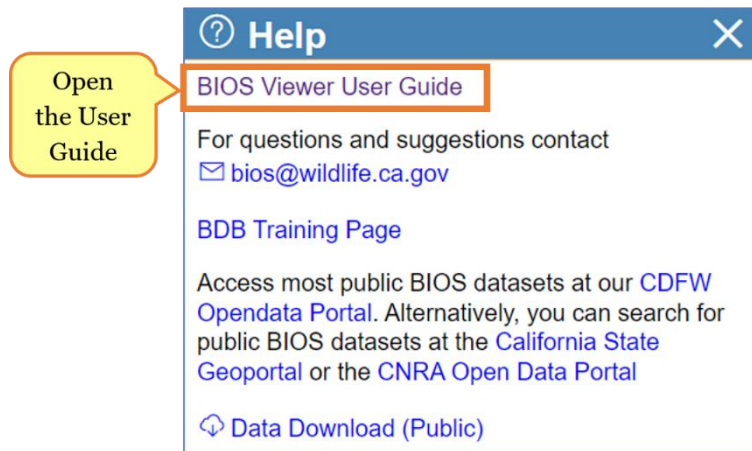 Help
Open
the User
Guide
BIOS Viewer User Guide
For questions and suggestions contact
bios@wildlife.ca.gov
BDB Training Page
Access most public BIOS datasets at our CDFW
Opendata Portal. Alternatively, you can search for
public BIOS datasets at the California State
Geoportal or the CNRA Open Data Portal
Data Download (Public)